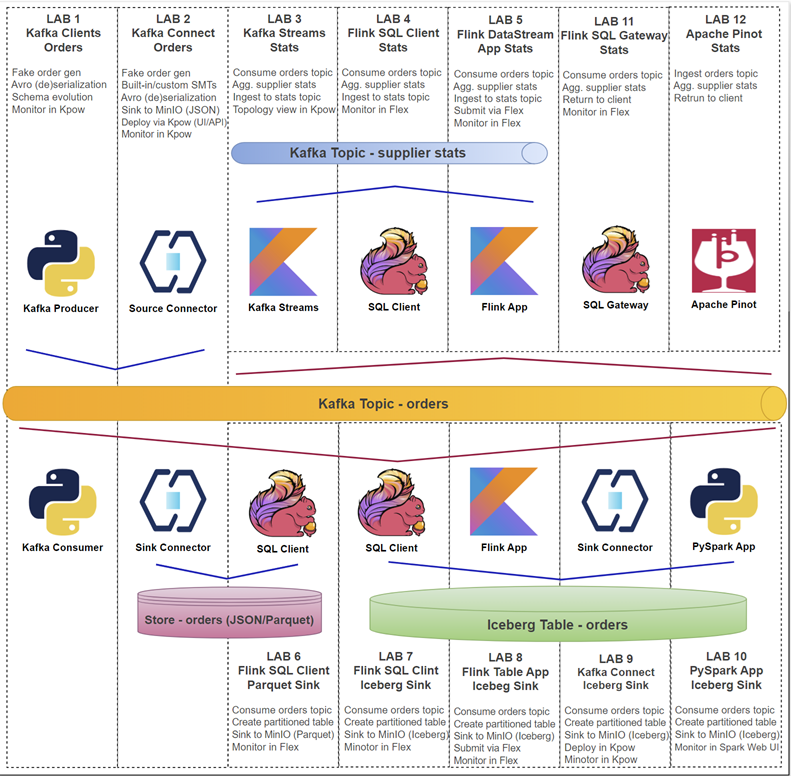 LAB 1
Kafka Clients
Orders
Fake order gen
Avro (de)serialization
Schema evolution
Monitor in Kpow
LAB 2
Kafka Connect
Orders
Fake order gen
Built-in/custom SMTs
Avro (de)serialization
Sink to MinIO (JSON)
Deploy via Kpow (UI/API)
Monitor in Kpow
LAB 3
Kafka Streams
Stats
Consume orders topic
Agg. supplier stats
Ingest to stats topic
Topology view in Kpow
LAB 4
Flink SQL Client
Stats
Consume orders topic
Agg. supplier stats
Ingest to stats topic
Monitor in Flex
LAB 5
Flink DataStream
App Stats
Consume orders topic
Agg. supplier stats
Ingest to stats topic
Submit via Flex
Monitor in Flex
LAB 11
Flink SQL Gateway
Stats
Consume orders topic
Agg. supplier stats
Return to client
Monitor in Flex
LAB 12
Apache Pinot
Stats
Ingest orders topic
Agg. supplier stats
Retrun to client
Kafka Topic - supplier stats
Kafka Producer
Source Connector
Kafka Streams
SQL Client
Flink App
SQL Gateway
Apache Pinot
Kafka Topic - orders
Kafka Consumer
Sink Connector
SQL Client
SQL Client
Flink App
Sink Connector
PySpark App
Store - orders (JSON/Parquet)
Iceberg Table - orders
LAB 6
Flink SQL Client
Parquet Sink
Consume orders topic
Create partitioned table
Sink to MinIO (Parquet)
Monitor in Flex
LAB 7
Flink SQL Clint
Iceberg Sink
Consume orders topic
Create partitioned table
Sink to MinIO (Iceberg)
Minotor in Flex
LAB 8
Flink Table App
Icebeg Sink
Consume orders topic
Create partitioned table
Sink to MinIO (Iceberg)
Submit via Flex
Monitor in Flex
LAB 9
Kafka Connect
Iceberg Sink
Consume orders topic
Create partitioned table
Sink to MinIO (Iceberg)
Deploy in Kpow
Minotor in Kpow
LAB 10
PySpark App
Iceberg Sink
Consume orders topic
Create partitioned table
Sink to MinIO (Iceberg)
Monitor in Spark Web UI